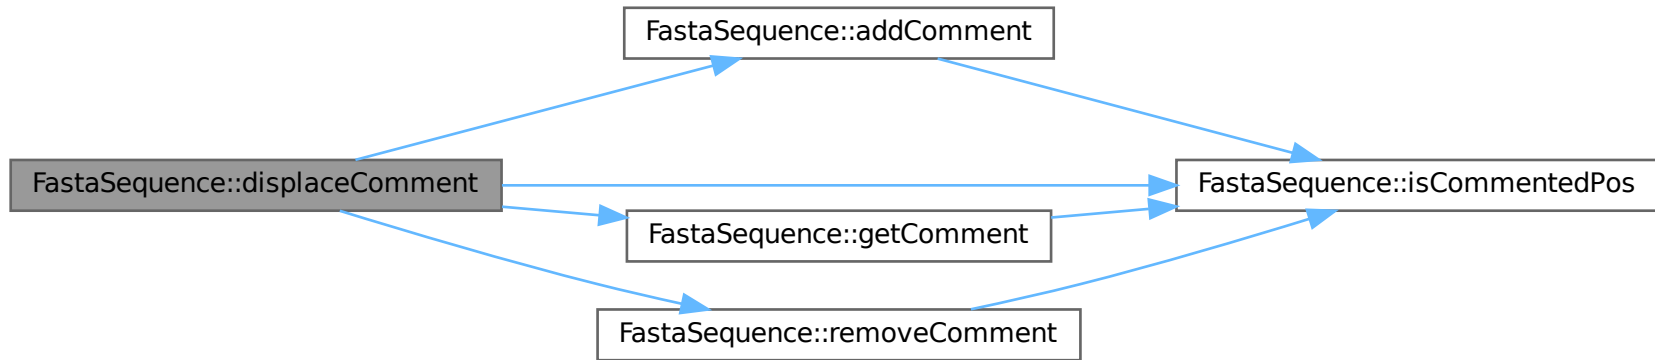 FastaSequence::addComment
FastaSequence::displaceComment
FastaSequence::isCommentedPos
FastaSequence::getComment
FastaSequence::removeComment